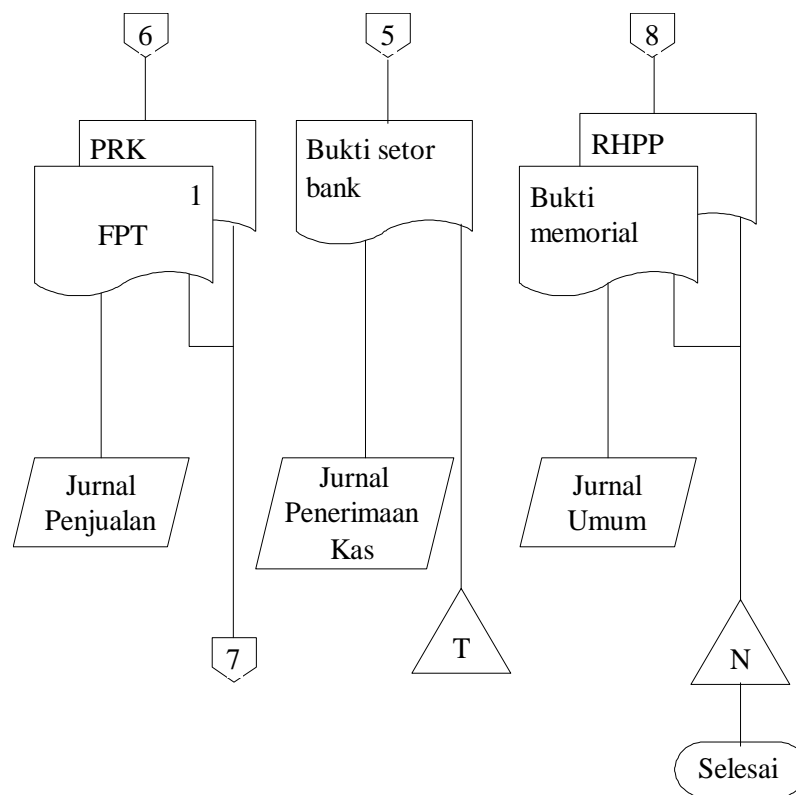 6
5
8
PRK
1
FPT
Bukti setor
bank
RHPP
Bukti
memorial
Jurnal
Penjualan
Jurnal
Penerimaan
Kas
Jurnal
Umum
7
T
N
Selesai